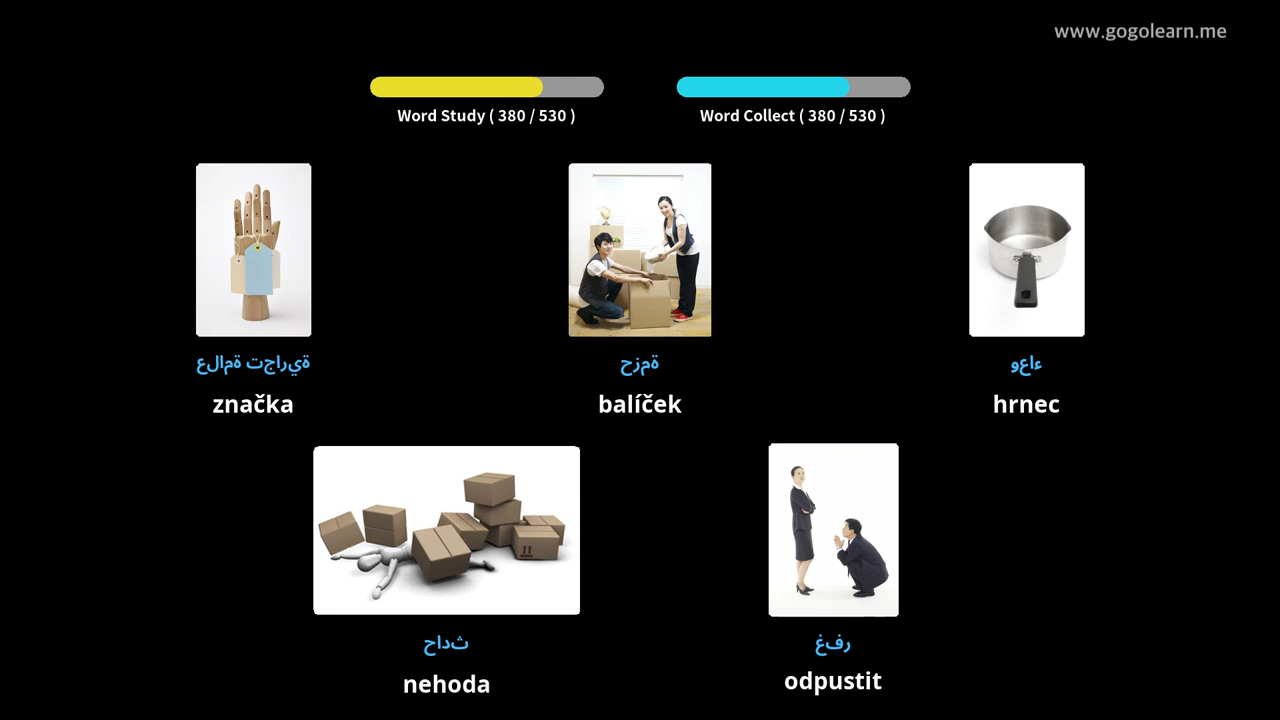 www.gogolearn.me
Word Study ( 380 / 530 )
Word Collect ( 380 / 530 )
علامة تجارية
značka
حزمة
balíček
وعاء
hrnec
حادث
nehoda
غفر
odpustit